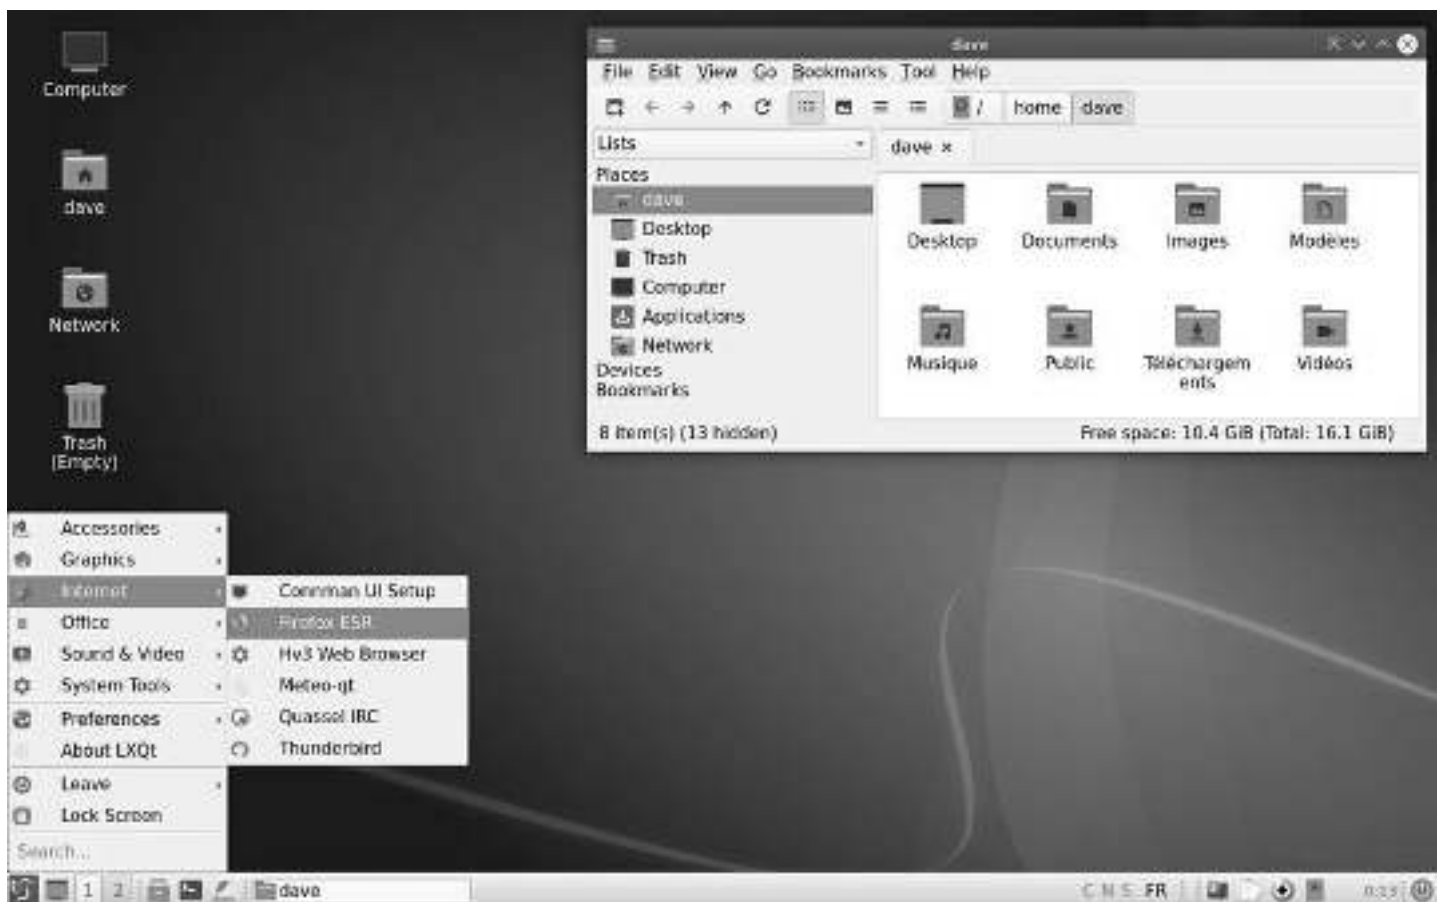 Computer
dave
Network
Trash
(Empty)
dave
File Edit View Go Bookmarks Tool Help
/ home dave
Lists
dave ×
Places
dave
Desktop
Trash
Computer
Applications
Network
Devices
Bookmarks
Desktop Documents Images Modèles
Musique Public Téléchargem Vidéos
ents
8 item(s) (13 hidden) Free space: 10.4 GiB (Total: 16.1 GiB)
Accessories
Graphics
Internet
Office
Sound & Video
System Tools
Preferences
About LXQt
Leave
Lock Screen
Search...
Connman UI Setup
Firefox ESR
Hv3 Web Browser
Meteo-qt
Quassel IRC
Thunderbird
1 2 dave C N S FR